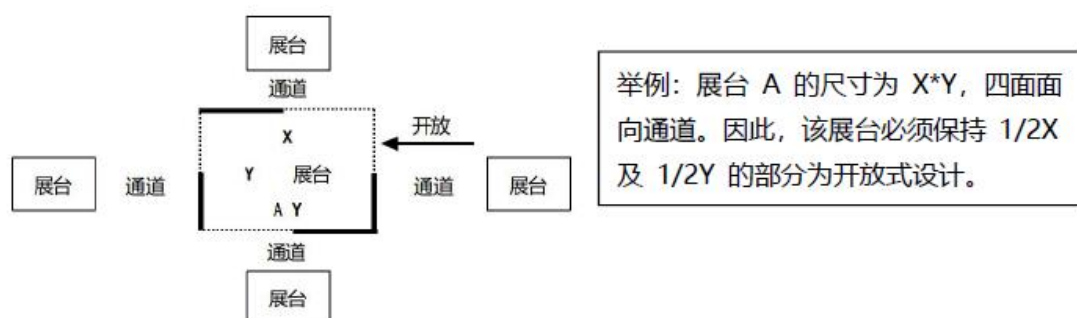 展台
通道
开放
X
Y 展台
A Y
展台 通道
通道 展台
通道
展台
举例：展台 A 的尺寸为 X*Y，四面面
向通道。因此，该展台必须保持 1/2X
及 1/2Y 的部分为开放式设计。